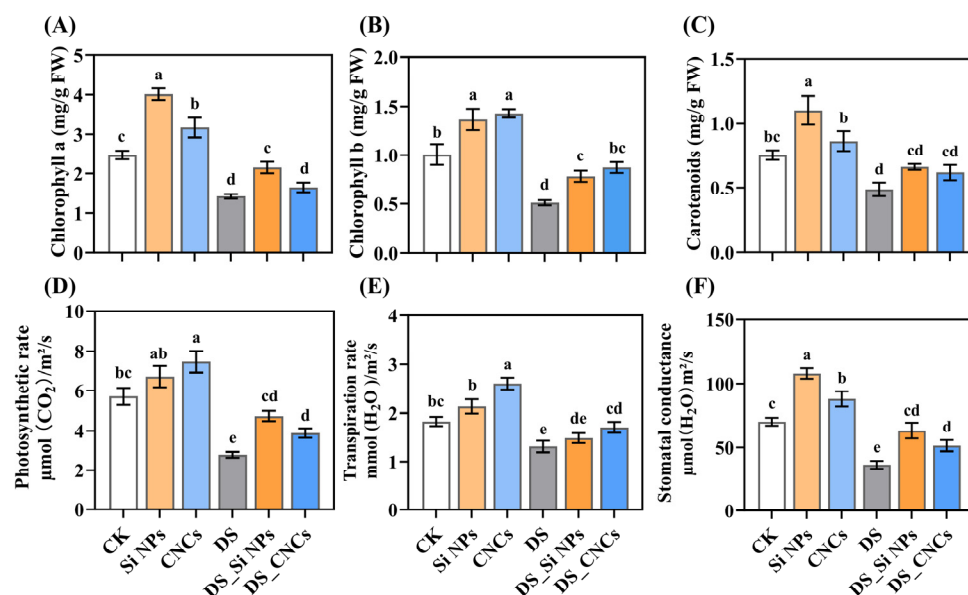 (A)
Chlorophyll a (mg/g FW)
5
4
3
2
1
0
c
a
b
d
c
d
(B)
Chlorophyll b (mg/g FW)
2.0
1.5
1.0
0.5
0.0
b
a
a
d
c
bc
(C)
Carotenoids (mg/g FW)
1.5
1.0
0.5
0.0
bc
a
b
d
cd
cd
(D)
Photosynthetic rate
μmol (CO₂)/m²/s
10
8
6
4
2
0
bc
ab
a
e
cd
d
CK
Si NPs
CNCs
DS
DS_Si NPs
DS_CNCs
(E)
Transpiration rate
mmol (H₂O)/m²/s
4
3
2
1
0
bc
b
a
e
de
cd
CK
Si NPs
CNCs
DS
DS_Si NPs
DS_CNCs
(F)
Stomatal conductance
μmol(H₂O)m²/s
150
100
50
0
c
a
b
e
cd
d
CK
Si NPs
CNCs
DS
DS_Si NPs
DS_CNCs